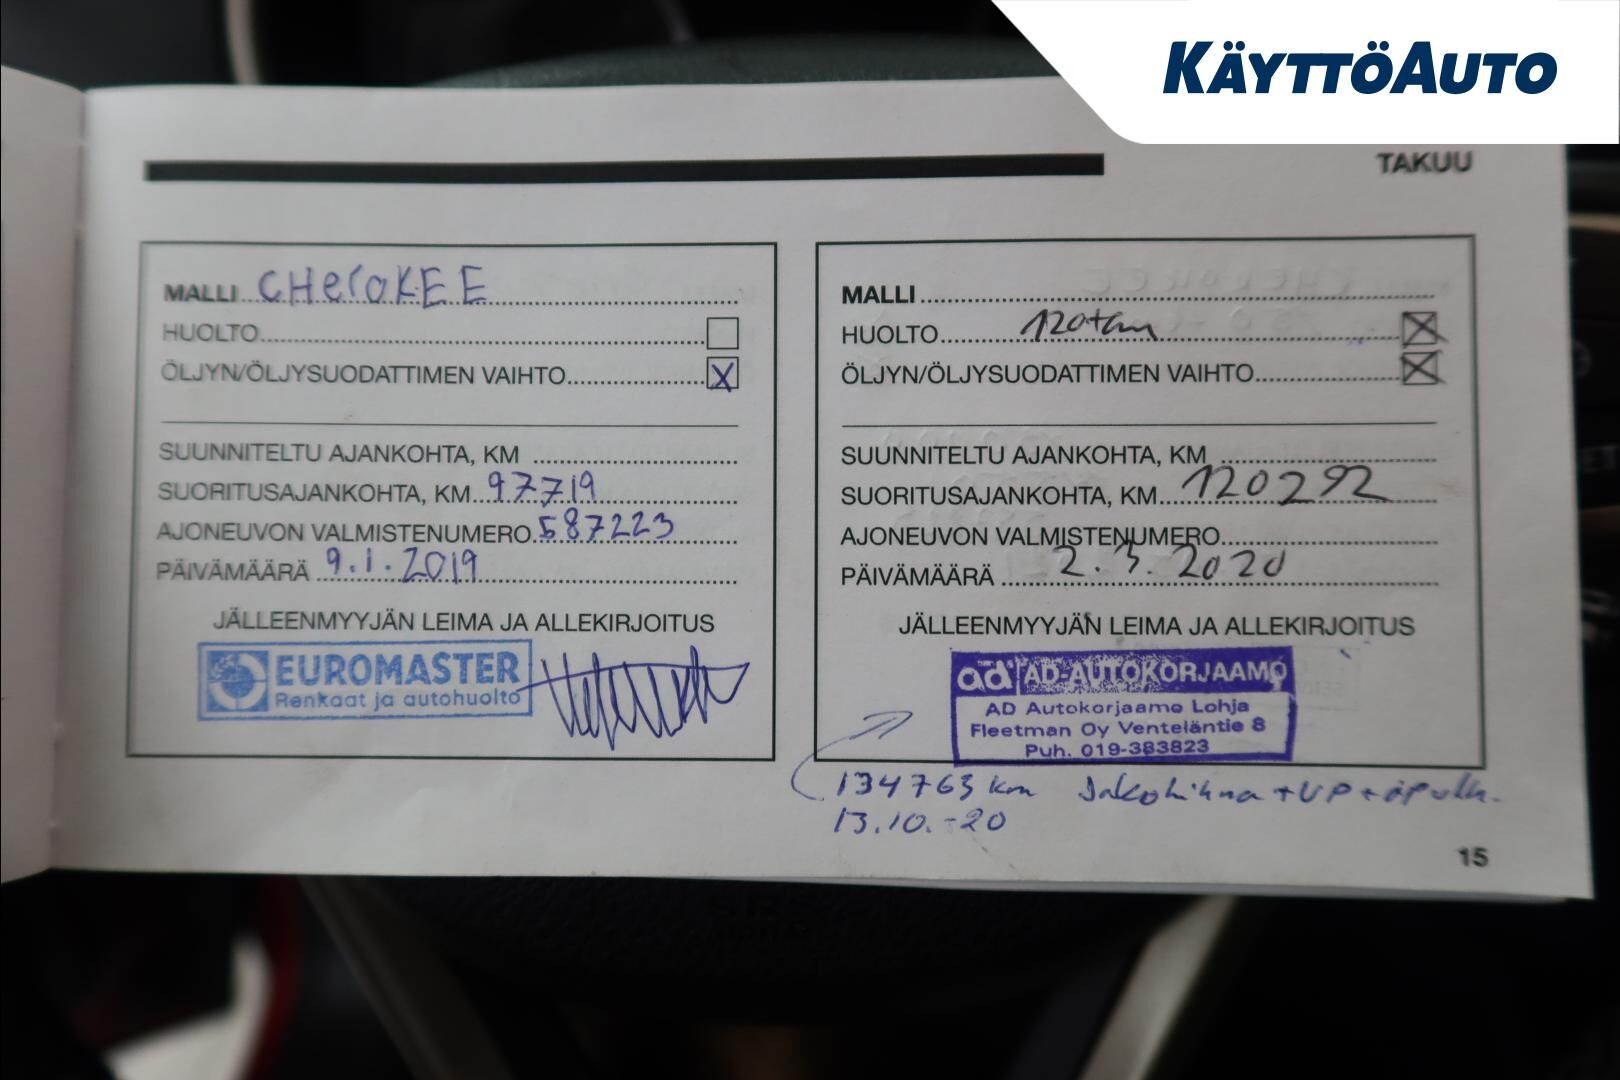 KÄYTTÖAUTO
TAKUU
MALLI CHEROKEE
HUOLTO
ÖLJYN/ÖLJYSUODATTIMEN VAIHTO X
SUUNNITELTU AJANKOHTA, KM
SUORITUSAJANKOHTA, KM 97719
AJONEUVON VALMISTENUMERO 587223
PÄIVÄMÄÄRÄ 9.1.2019
JÄLLEENMYYJÄN LEIMA JA ALLEKIRJOITUS
EUROMASTER
Renkaat ja autohuolto
MALLI
HUOLTO 120tkm X
ÖLJYN/ÖLJYSUODATTIMEN VAIHTO X
SUUNNITELTU AJANKOHTA, KM
SUORITUSAJANKOHTA, KM 120292
AJONEUVON VALMISTENUMERO
PÄIVÄMÄÄRÄ 2.3.2020
JÄLLEENMYYJÄN LEIMA JA ALLEKIRJOITUS
ad AD-AUTOKORJAAMO
AD Autokorjaamo Lohja
Fleetman Oy Venteläntie 8
Puh. 019-383823
134763 km Jakohihna + VP +
13.10.-20
15